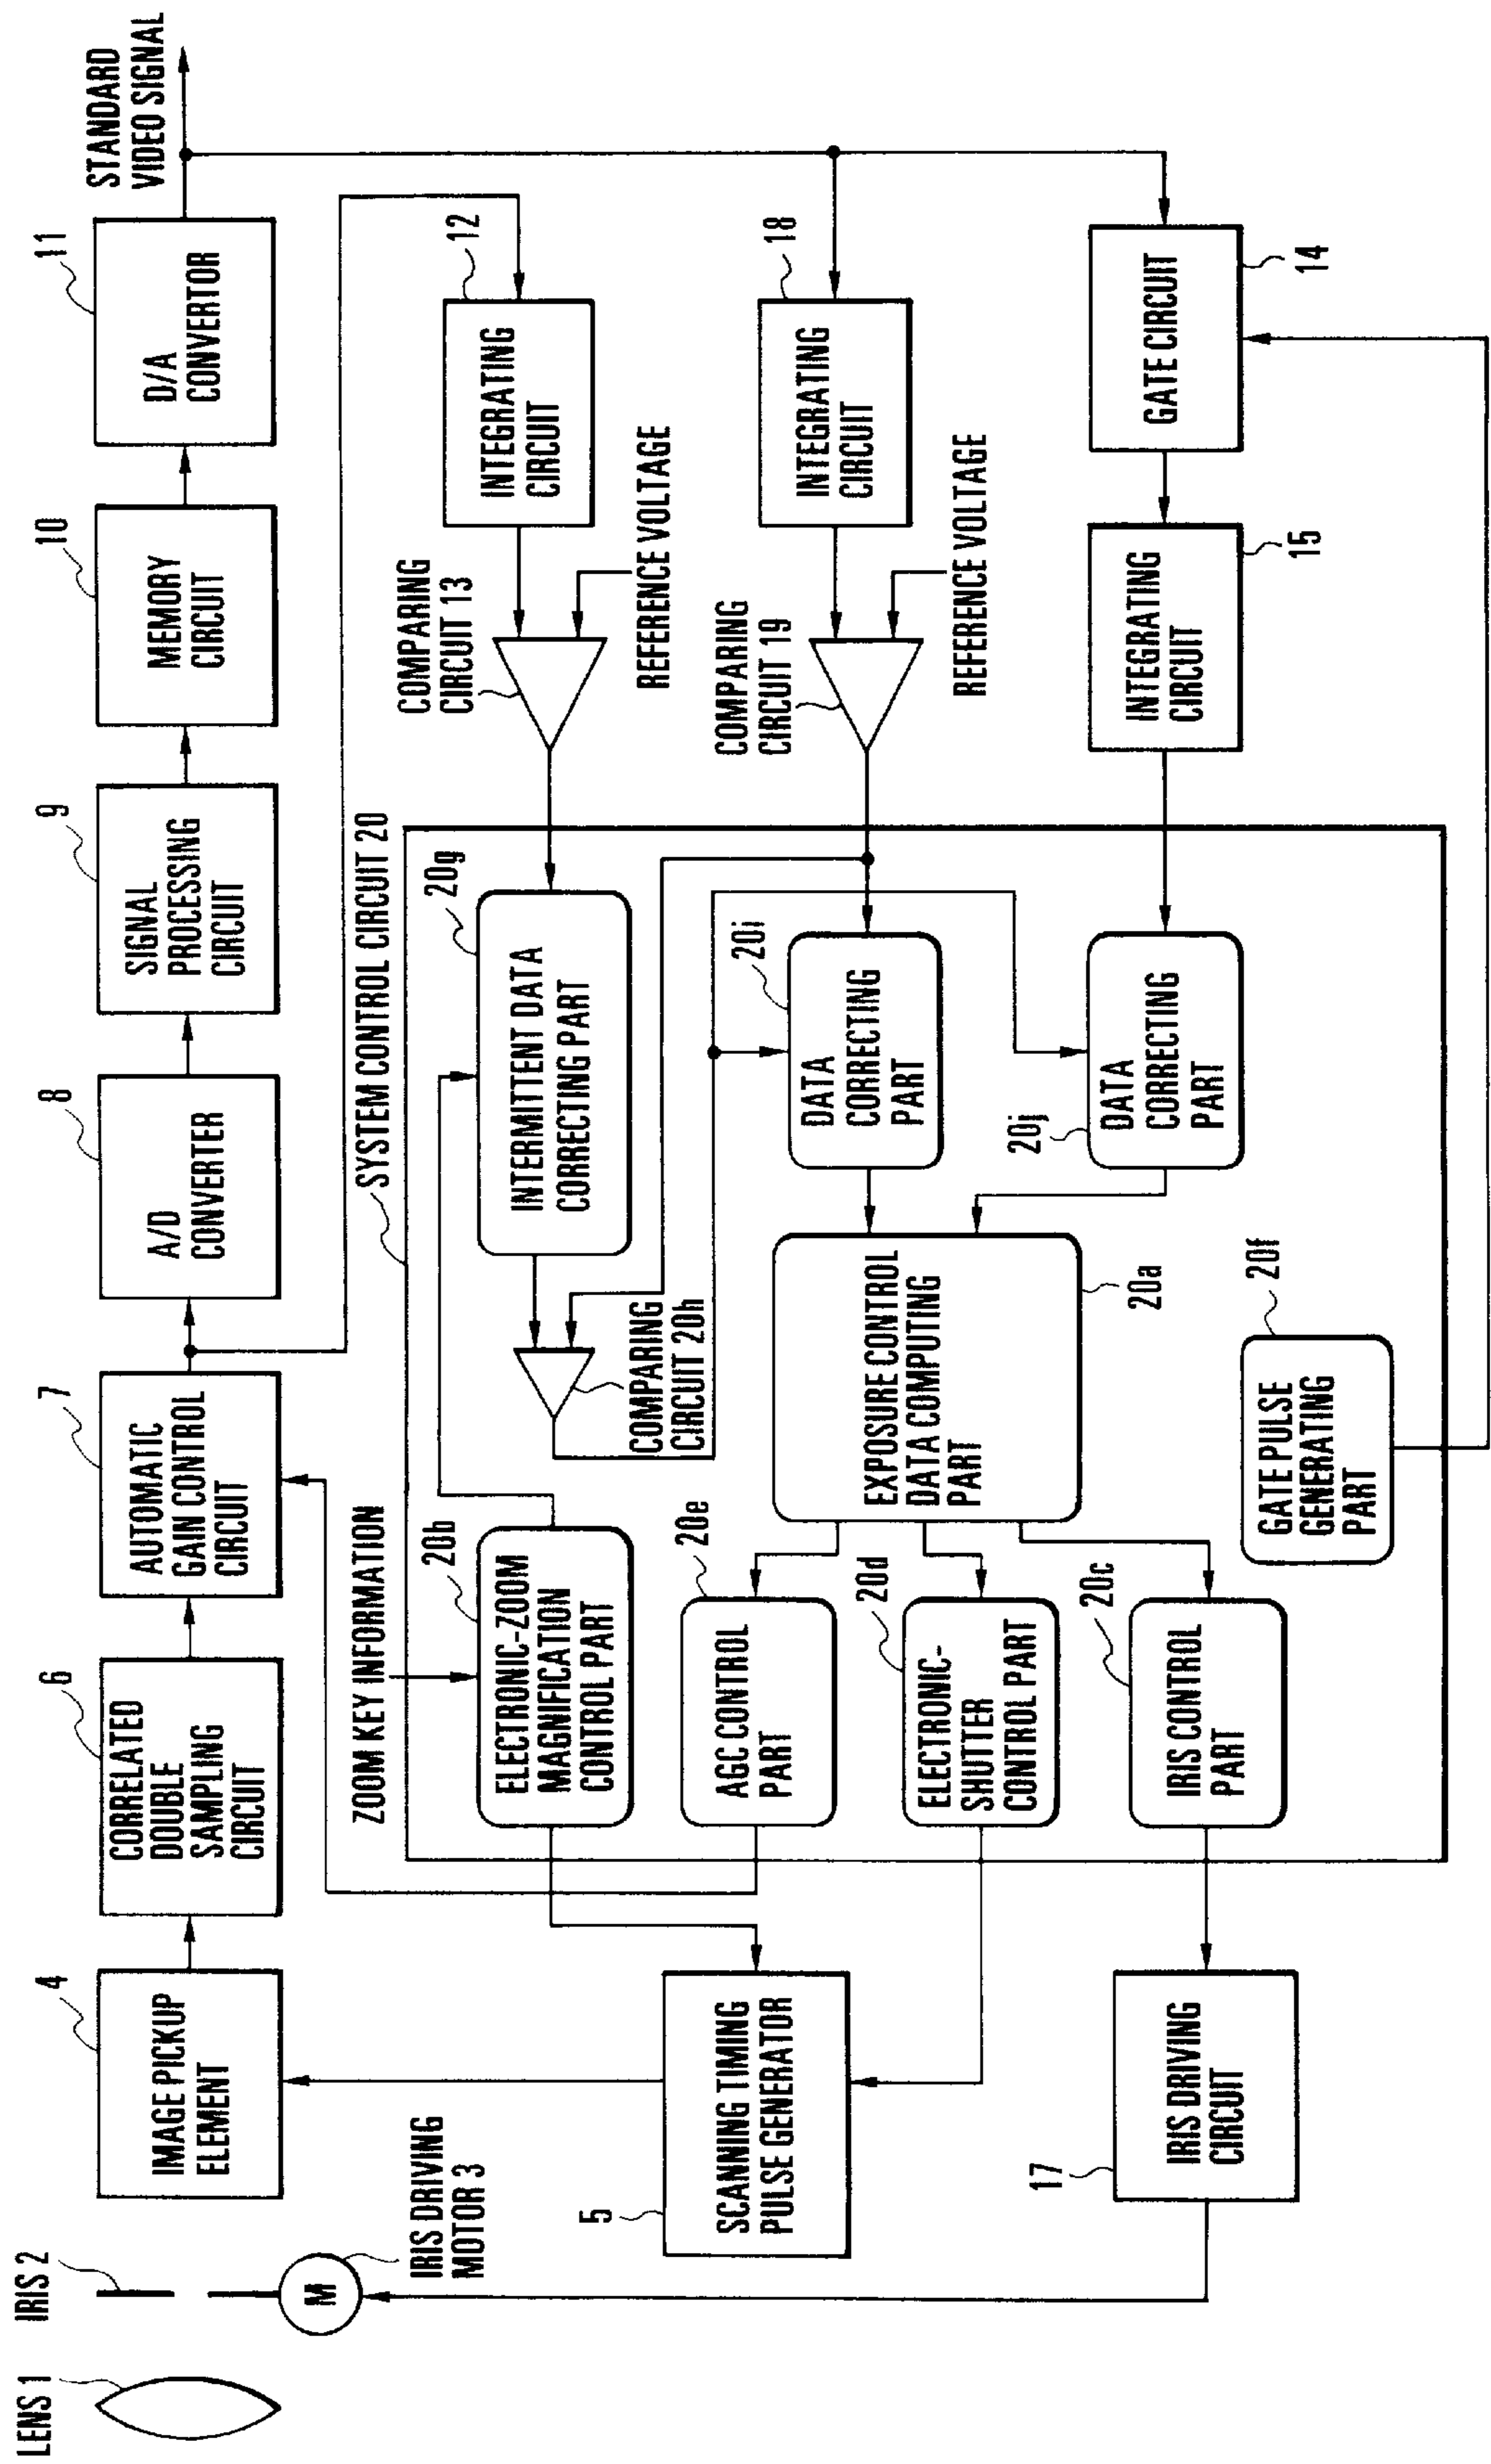 LENS 1
IRIS 2
M
IRIS DRIVING
MOTOR 3
4
IMAGE PICKUP
ELEMENT
6
CORRELATED
DOUBLE
SAMPLING
CIRCUIT
7
AUTOMATIC
GAIN CONTROL
CIRCUIT
8
A/D
CONVERTER
9
SIGNAL
PROCESSING
CIRCUIT
10
MEMORY
CIRCUIT
11
D/A
CONVERTOR
STANDARD
VIDEO SIGNAL
ZOOM KEY INFORMATION
SYSTEM CONTROL CIRCUIT 20
20b
ELECTRONIC-ZOOM
MAGNIFICATION
CONTROL PART
20g
INTERMITTENT DATA
CORRECTING PART
COMPARING
CIRCUIT 13
12
INTEGRATING
CIRCUIT
REFERENCE VOLTAGE
COMPARING
CIRCUIT 20h
5
SCANNING TIMING
PULSE GENERATOR
20e
AGC CONTROL
PART
20d
ELECTRONIC-
SHUTTER
CONTROL PART
20a
EXPOSURE CONTROL
DATA COMPUTING
PART
20i
DATA
CORRECTING
PART
COMPARING
CIRCUIT 19
18
INTEGRATING
CIRCUIT
REFERENCE VOLTAGE
17
IRIS DRIVING
CIRCUIT
20c
IRIS CONTROL
PART
20f
GATE PULSE
GENERATING
PART
20j
DATA
CORRECTING
PART
15
INTEGRATING
CIRCUIT
14
GATE CIRCUIT